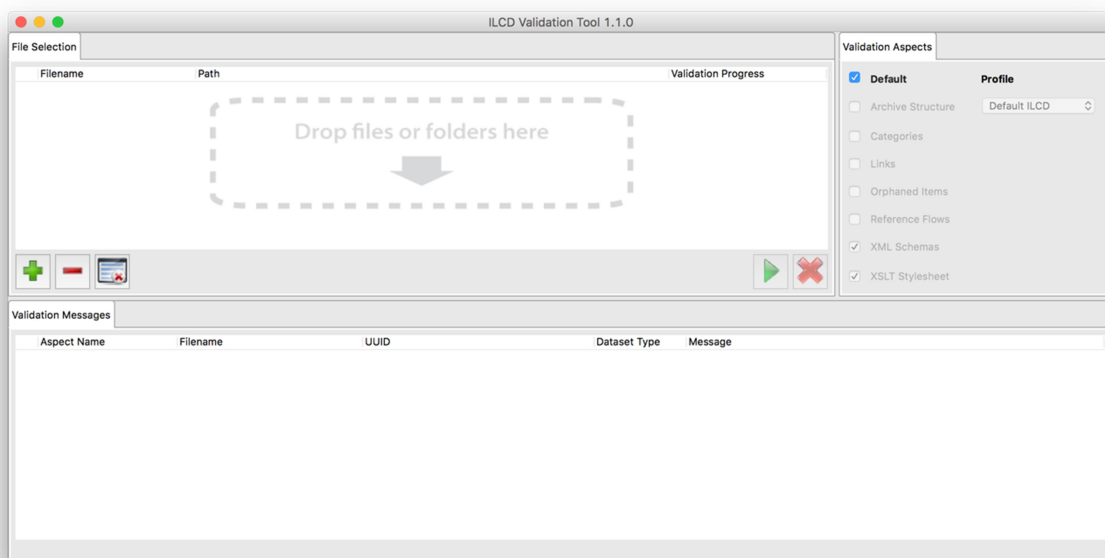 ILCD Validation Tool 1.1.0
File Selection
Filename Path Validation Progress
Drop files or folders here
Validation Aspects
Default Profile
Archive Structure Default ILCD
Categories
Links
Orphaned Items
Reference Flows
XML Schemas
XSLT Stylesheet
Validation Messages
Aspect Name Filename UUID Dataset Type Message